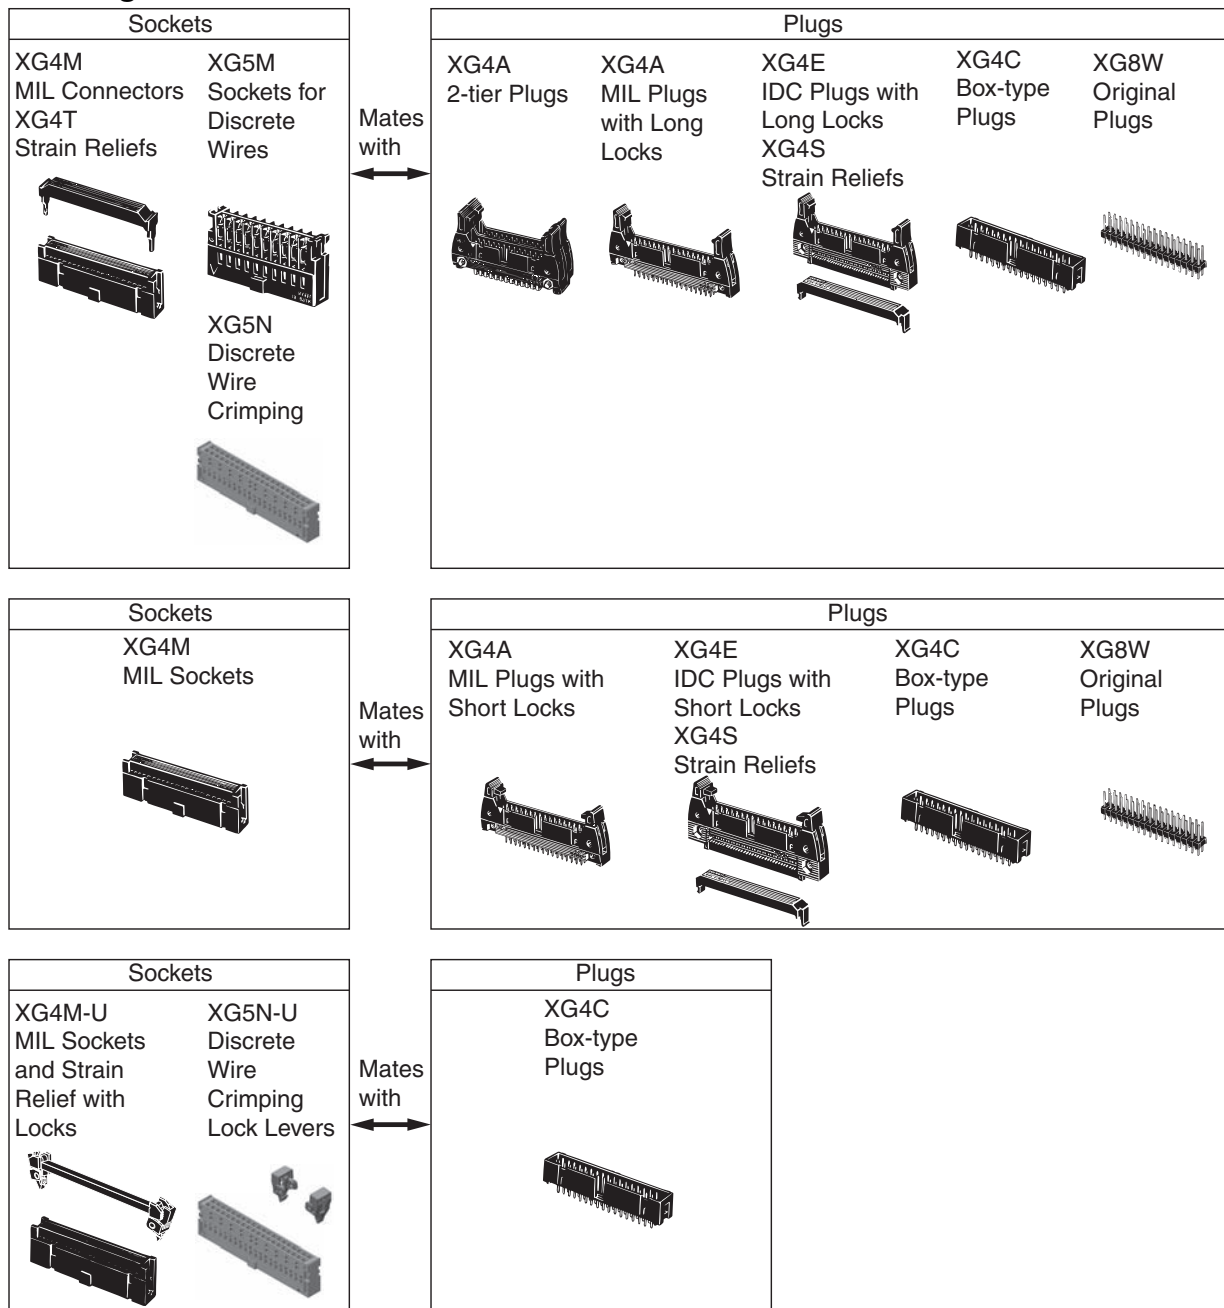 Sockets
XG4M
MIL Connectors
XG4T
Strain Reliefs
XG5M
Sockets for
Discrete
Wires
XG5N
Discrete
Wire
Crimping
Mates
with
Plugs
XG4A
2-tier Plugs
XG4A
MIL Plugs
with Long
Locks
XG4E
IDC Plugs with
Long Locks
XG4S
Strain Reliefs
XG4C
Box-type
Plugs
XG8W
Original
Plugs
Sockets
XG4M
MIL Sockets
Mates
with
Plugs
XG4A
MIL Plugs with
Short Locks
XG4E
IDC Plugs with
Short Locks
XG4S
Strain Reliefs
XG4C
Box-type
Plugs
XG8W
Original
Plugs
Sockets
XG4M-U
MIL Sockets
and Strain
Relief with
Locks
XG5N-U
Discrete
Wire
Crimping
Lock Levers
Mates
with
Plugs
XG4C
Box-type
Plugs